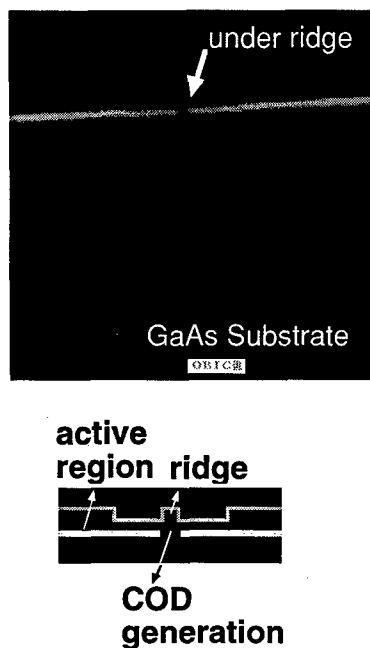 under ridge
GaAs Substrate
OBIC像
active
region ridge
COD
generation